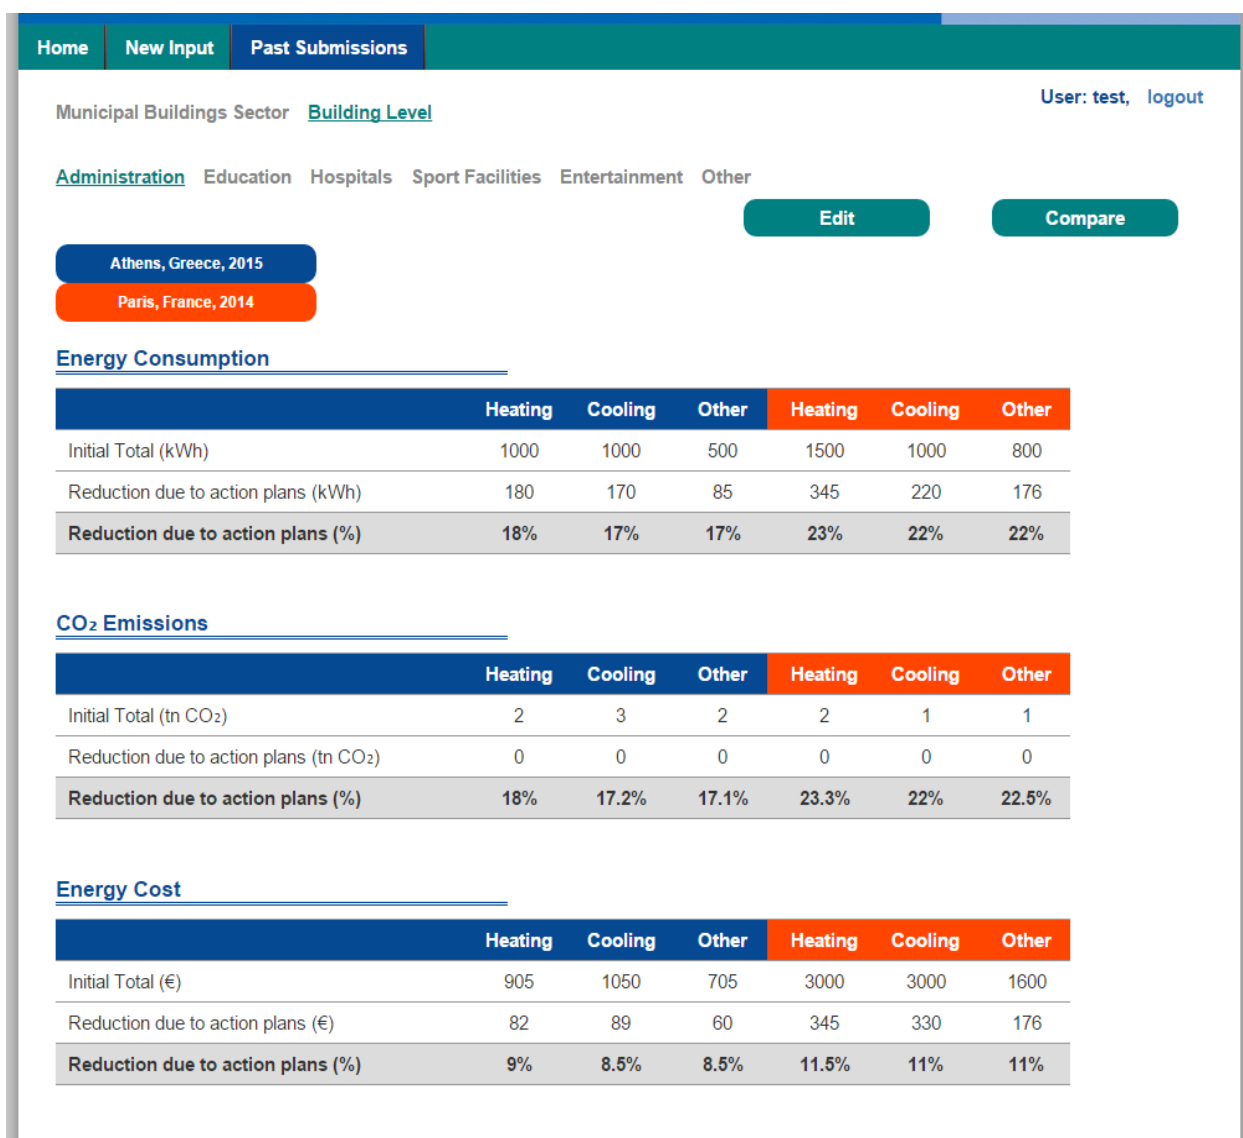 Home New Input Past Submissions
User: test, logout
Municipal Buildings Sector Building Level
Administration Education Hospitals Sport Facilities Entertainment Other
Edit Compare
Athens, Greece, 2015
Paris, France, 2014
Energy Consumption
Heating Cooling Other Heating Cooling Other
Initial Total (kWh) 1000 1000 500 1500 1000 800
Reduction due to action plans (kWh) 180 170 85 345 220 176
Reduction due to action plans (%) 18% 17% 17% 23% 22% 22%
CO₂ Emissions
Heating Cooling Other Heating Cooling Other
Initial Total (tn CO₂) 2 3 2 2 1 1
Reduction due to action plans (tn CO₂) 0 0 0 0 0 0
Reduction due to action plans (%) 18% 17.2% 17.1% 23.3% 22% 22.5%
Energy Cost
Heating Cooling Other Heating Cooling Other
Initial Total (€) 905 1050 705 3000 3000 1600
Reduction due to action plans (€) 82 89 60 345 330 176
Reduction due to action plans (%) 9% 8.5% 8.5% 11.5% 11% 11%